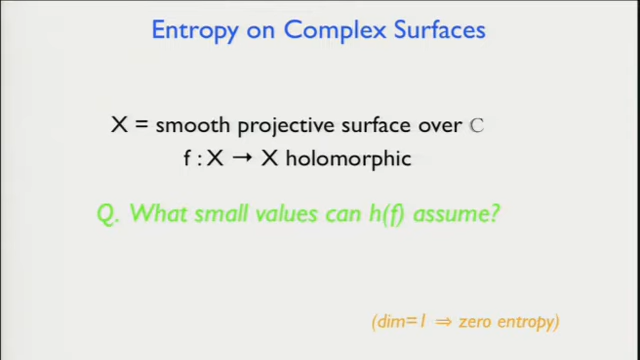 Entropy on Complex Surfaces
X = smooth projective surface over ℂ
f : X → X holomorphic
Q. What small values can h(f) assume?
(dim=1 ⇒ zero entropy)